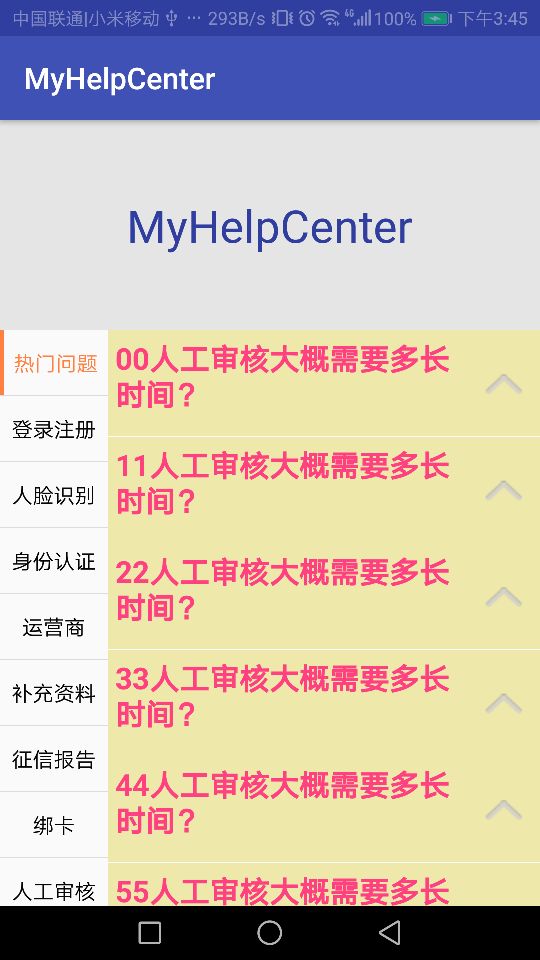 中国联通|小米移动 ··· 293B/s 4G 100% 下午3:45
MyHelpCenter
MyHelpCenter
热门问题
登录注册
人脸识别
身份认证
运营商
补充资料
征信报告
绑卡
人工审核
00人工审核大概需要多长
时间？
11人工审核大概需要多长
时间？
22人工审核大概需要多长
时间？
33人工审核大概需要多长
时间？
44人工审核大概需要多长
时间？
55人工审核大概需要多长